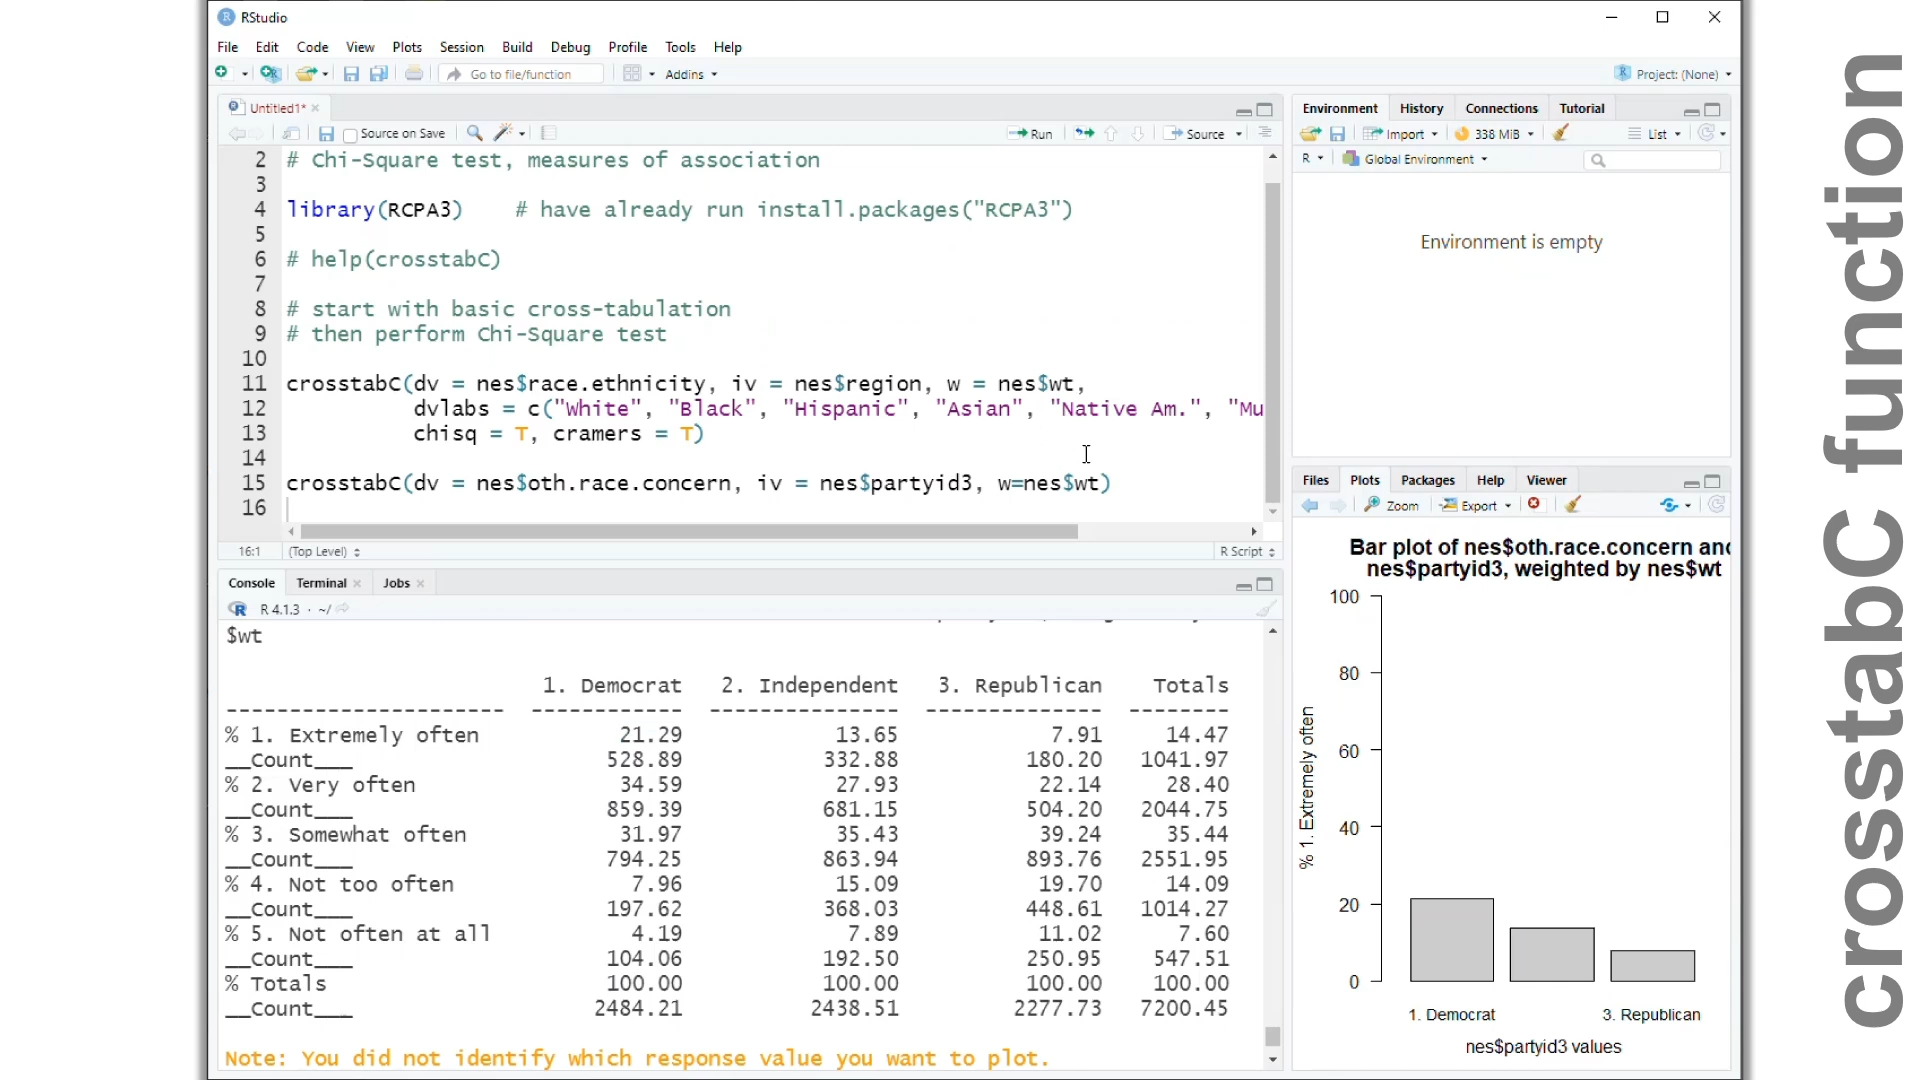 RStudio
File Edit Code View Plots Session Build Debug Profile Tools Help
Go to file/function Addins Project: (None)
Untitled1*
Source on Save Run Source
2 # Chi-Square test, measures of association
3
4 library(RCPA3) # have already run install.packages("RCPA3")
5
6 # help(crosstabC)
7
8 # start with basic cross-tabulation
9 # then perform Chi-Square test
10
11 crosstabC(dv = nes$race.ethnicity, iv = nes$region, w = nes$wt,
12 dvlabs = c("White", "Black", "Hispanic", "Asian", "Native Am.", "Mu
13 chisq = T, cramers = T)
14
15 crosstabC(dv = nes$oth.race.concern, iv = nes$partyid3, w=nes$wt)
16
16:1 (Top Level) R Script
Console Terminal Jobs
R 4.1.3 · ~/
$wt
1. Democrat 2. Independent 3. Republican Totals
---------------------- ------------ --------------- -------------- --------
% 1. Extremely often 21.29 13.65 7.91 14.47
__Count___ 528.89 332.88 180.20 1041.97
% 2. Very often 34.59 27.93 22.14 28.40
__Count___ 859.39 681.15 504.20 2044.75
% 3. Somewhat often 31.97 35.43 39.24 35.44
__Count___ 794.25 863.94 893.76 2551.95
% 4. Not too often 7.96 15.09 19.70 14.09
__Count___ 197.62 368.03 448.61 1014.27
% 5. Not often at all 4.19 7.89 11.02 7.60
__Count___ 104.06 192.50 250.95 547.51
% Totals 100.00 100.00 100.00 100.00
__Count___ 2484.21 2438.51 2277.73 7200.45
Note: You did not identify which response value you want to plot.
Environment History Connections Tutorial
Import 338 MiB List
R Global Environment
Environment is empty
Files Plots Packages Help Viewer
Zoom Export
Bar plot of nes$oth.race.concern and
nes$partyid3, weighted by nes$wt
100
80
60
40
20
0
% 1. Extremely often
1. Democrat 3. Republican
nes$partyid3 values
crosstabC function